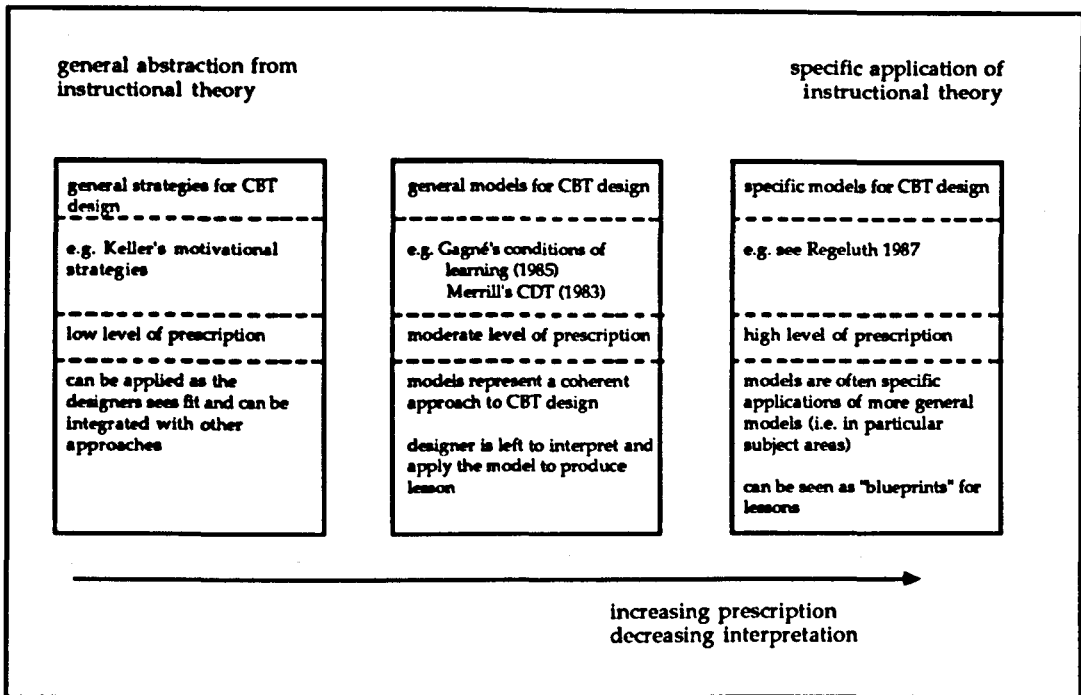 general abstraction from
instructional theory
specific application of
instructional theory
general strategies for CBT
design
e.g. Keller's motivational
strategies
low level of prescription
can be applied as the
designers sees fit and can be
integrated with other
approaches
general models for CBT design
e.g. Gagné's conditions of
learning (1985)
Merrill's CDT (1983)
moderate level of prescription
models represent a coherent
approach to CBT design
designer is left to interpret and
apply the model to produce
lesson
specific models for CBT design
e.g. see Regeluth 1987
high level of prescription
models are often specific
applications of more general
models (i.e. in particular
subject areas)
can be seen as "blueprints" for
lessons
increasing prescription
decreasing interpretation